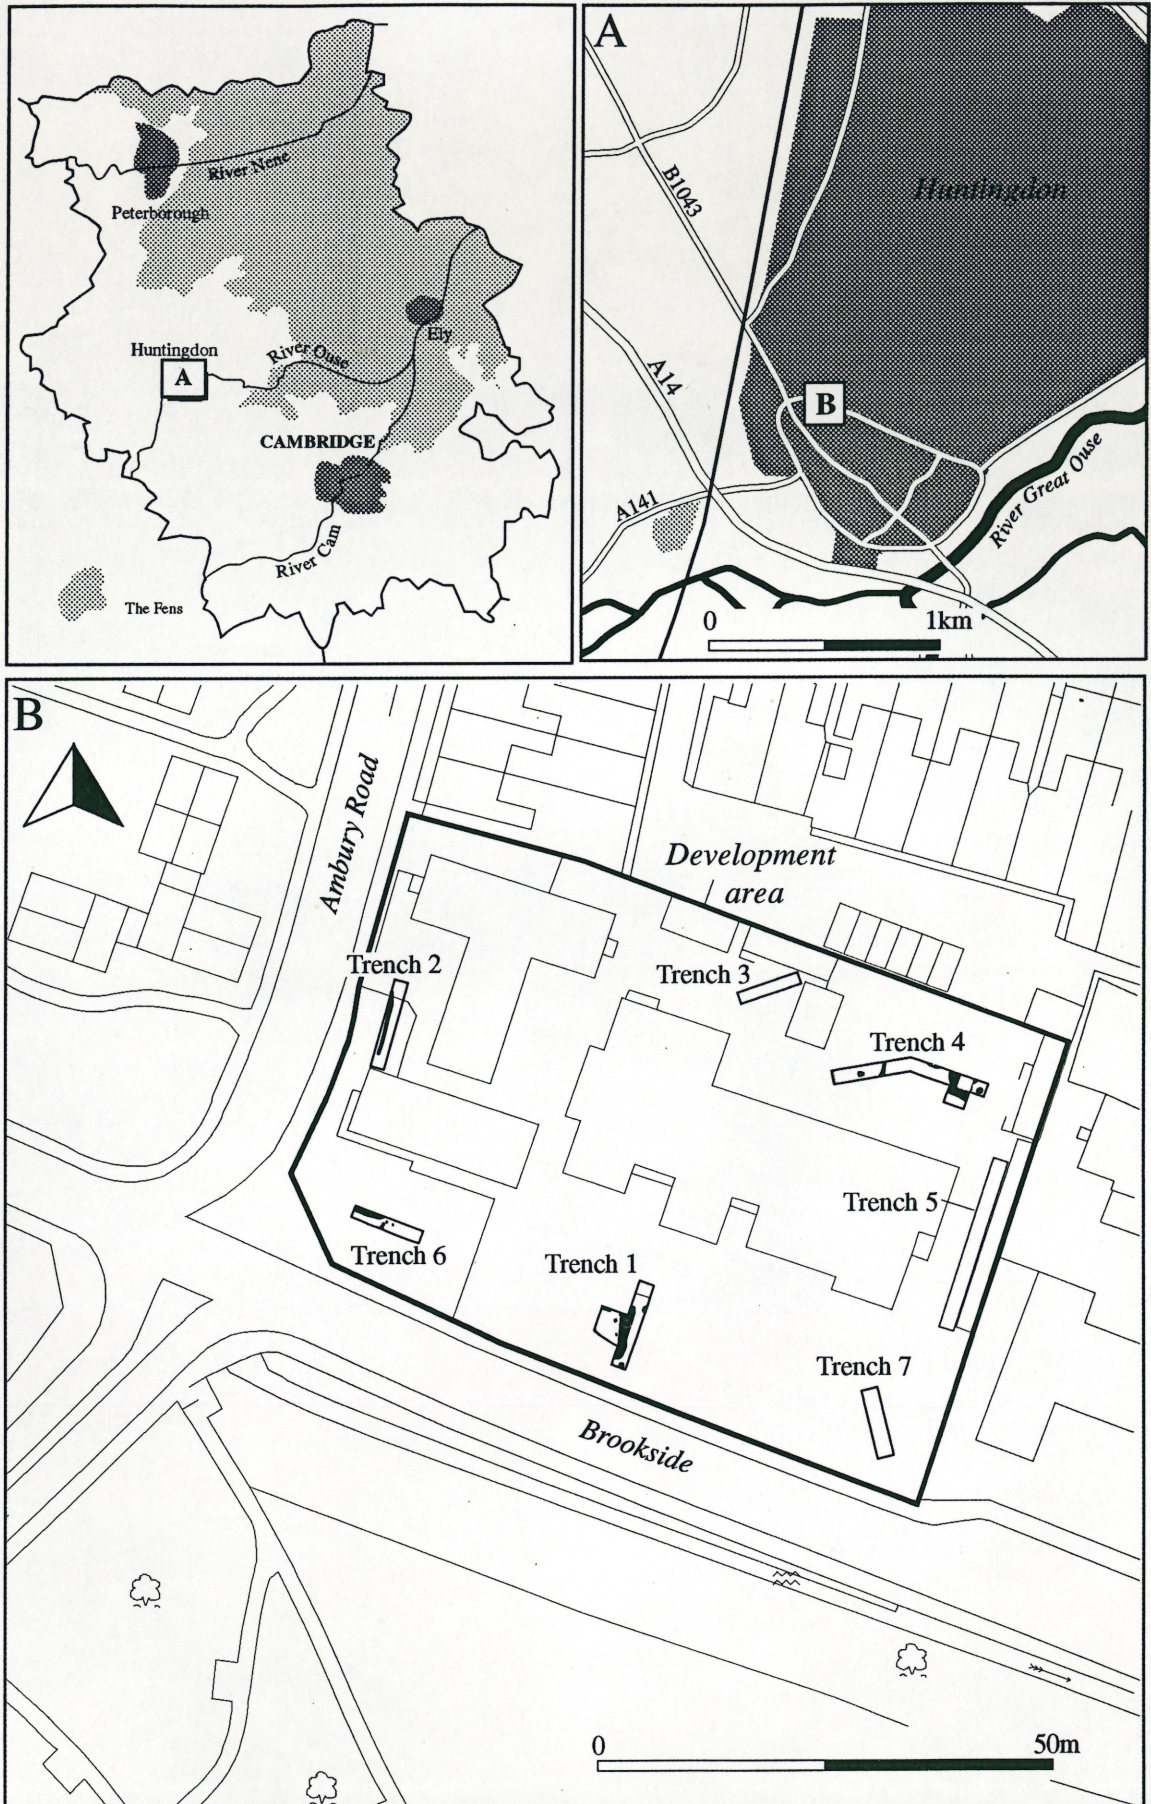 River Nene
Peterborough
Ely
Huntingdon
River Ouse
A
CAMBRIDGE
River Cam
The Fens
A
Huntingdon
B1043
A14
B
A141
River Great Ouse
0
1km
B
Ambury Road
Development
area
Trench 2
Trench 3
Trench 4
Trench 5
Trench 6
Trench 1
Trench 7
Brookside
0
50m